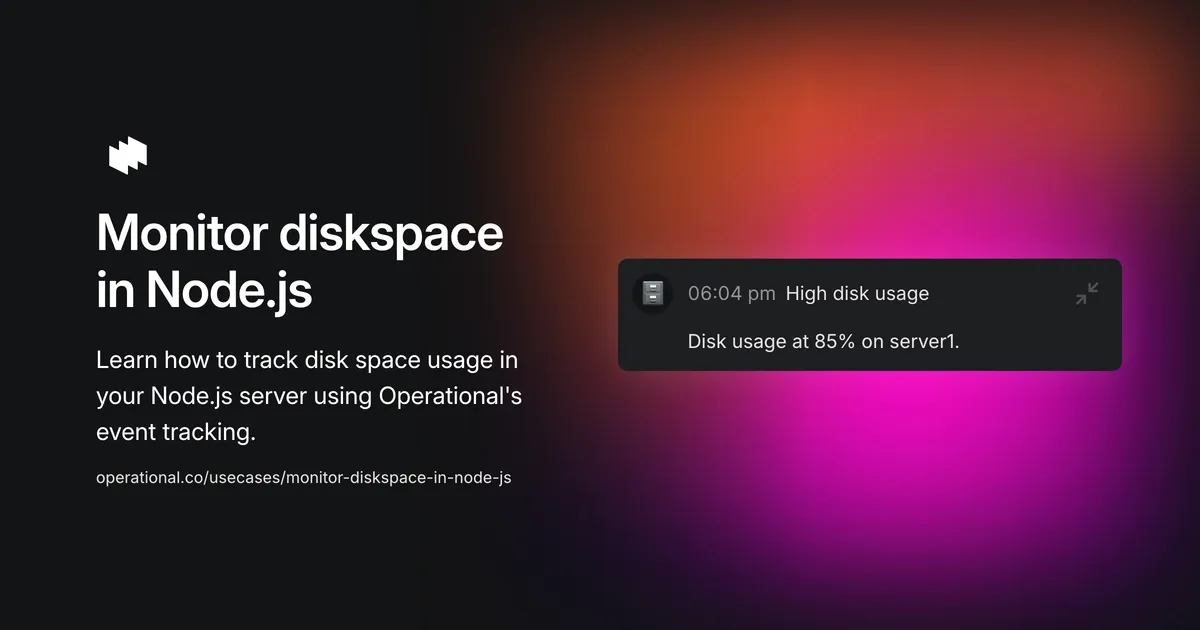 Monitor diskspace
in Node.js
Learn how to track disk space usage in
your Node.js server using Operational's
event tracking.
operational.co/usecases/monitor-diskspace-in-node-js
06:04 pm High disk usage
Disk usage at 85% on server1.